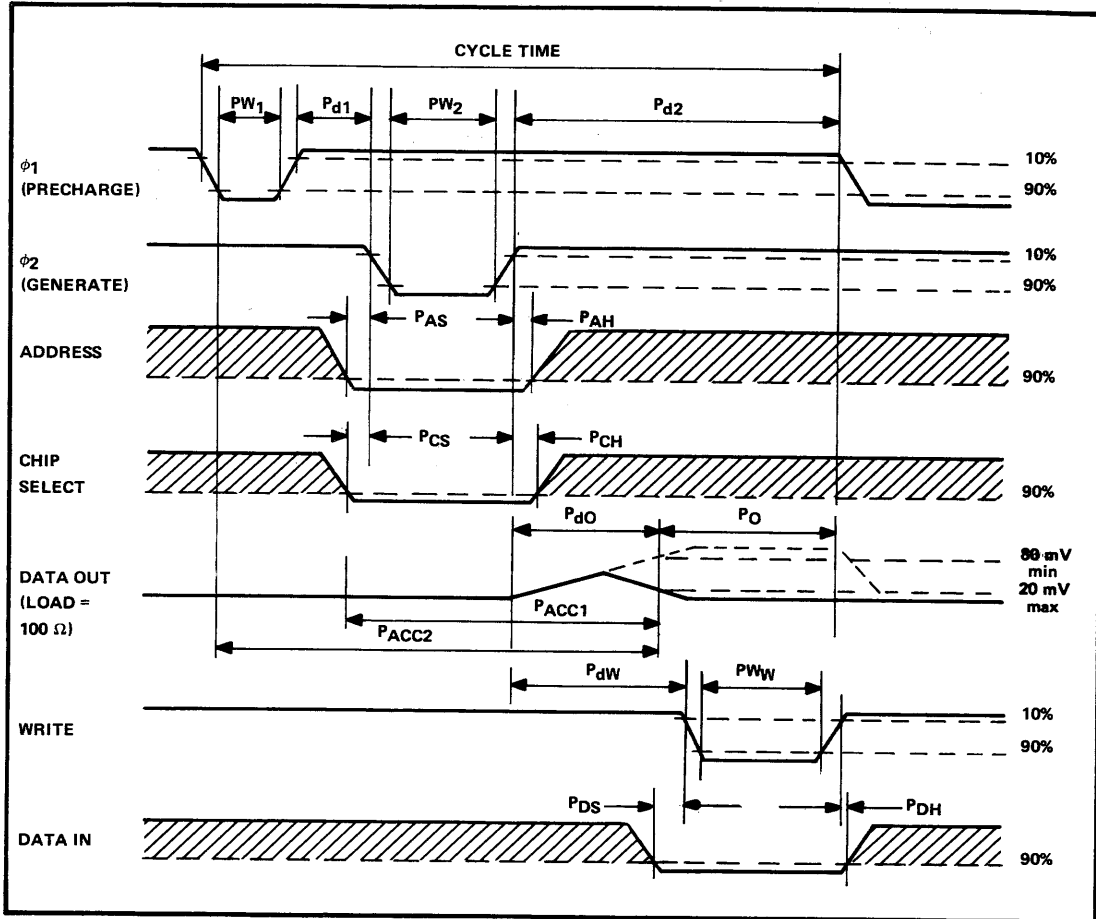 CYCLE TIME
PW1
Pd1
PW2
Pd2
ϕ1
(PRECHARGE)
10%
90%
ϕ2
(GENERATE)
10%
90%
PAS
PAH
ADDRESS
90%
PCS
PCH
CHIP
SELECT
90%
PdO
PO
DATA OUT
(LOAD =
100 Ω)
mV
min
20 mV
max
PACC1
PACC2
PdW
PWW
WRITE
10%
90%
PDS
PDH
DATA IN
90%